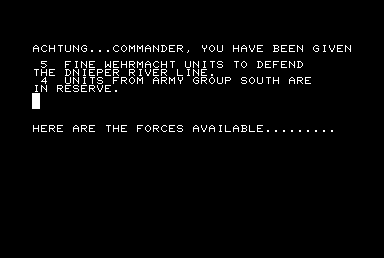 ACHTUNG...COMMANDER, YOU HAVE BEEN GIVEN
5 FINE WEHRMACHT UNITS TO DEFEND
THE DNIEPER RIVER LINE.
4 UNITS FROM ARMY GROUP SOUTH ARE
IN RESERVE.
HERE ARE THE FORCES AVAILABLE.........